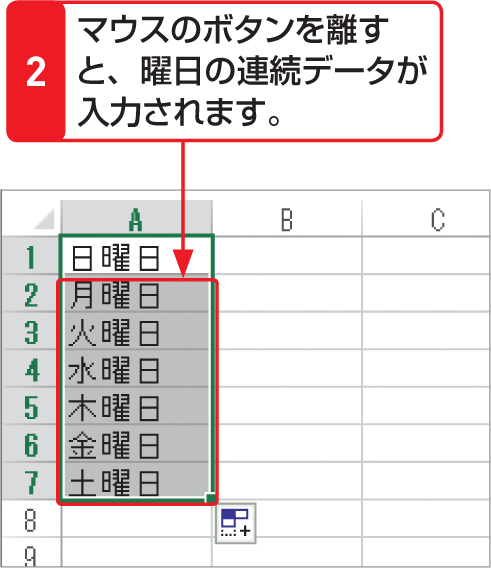 2
マウスのボタンを離す
と、曜日の連続データが
入力されます。
A B C
1 日曜日
2 月曜日
3 火曜日
4 水曜日
5 木曜日
6 金曜日
7 土曜日
8
9